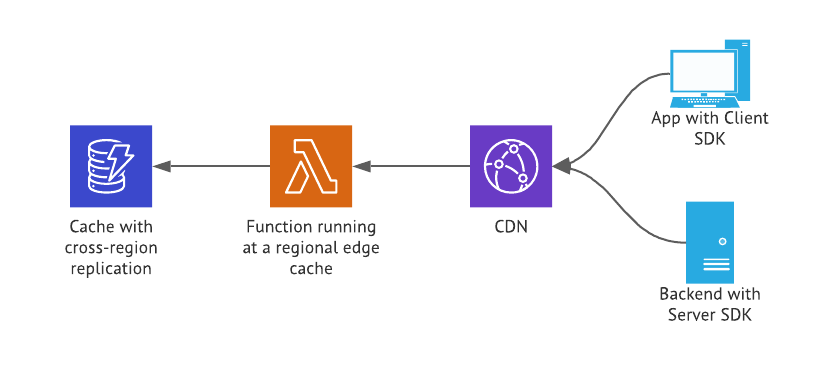 App with Client
SDK
Cache with
cross-region
replication
Function running
at a regional edge
cache
CDN
Backend with
Server SDK